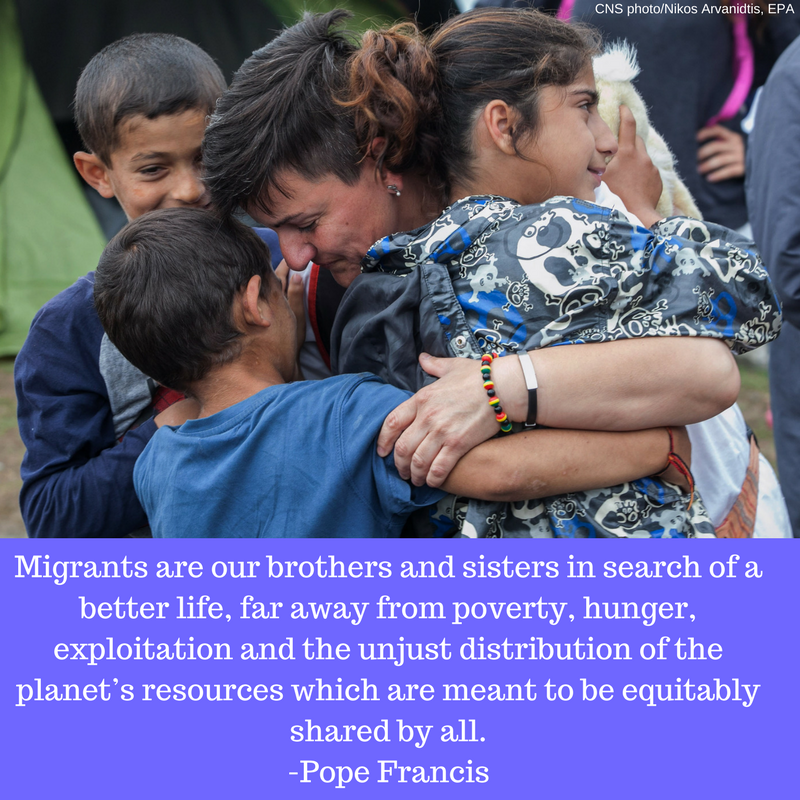 CNS photo/Nikos Arvanidtis, EPA
Migrants are our brothers and sisters in search of a
better life, far away from poverty, hunger,
exploitation and the unjust distribution of the
planet’s resources which are meant to be equitably
shared by all.
-Pope Francis